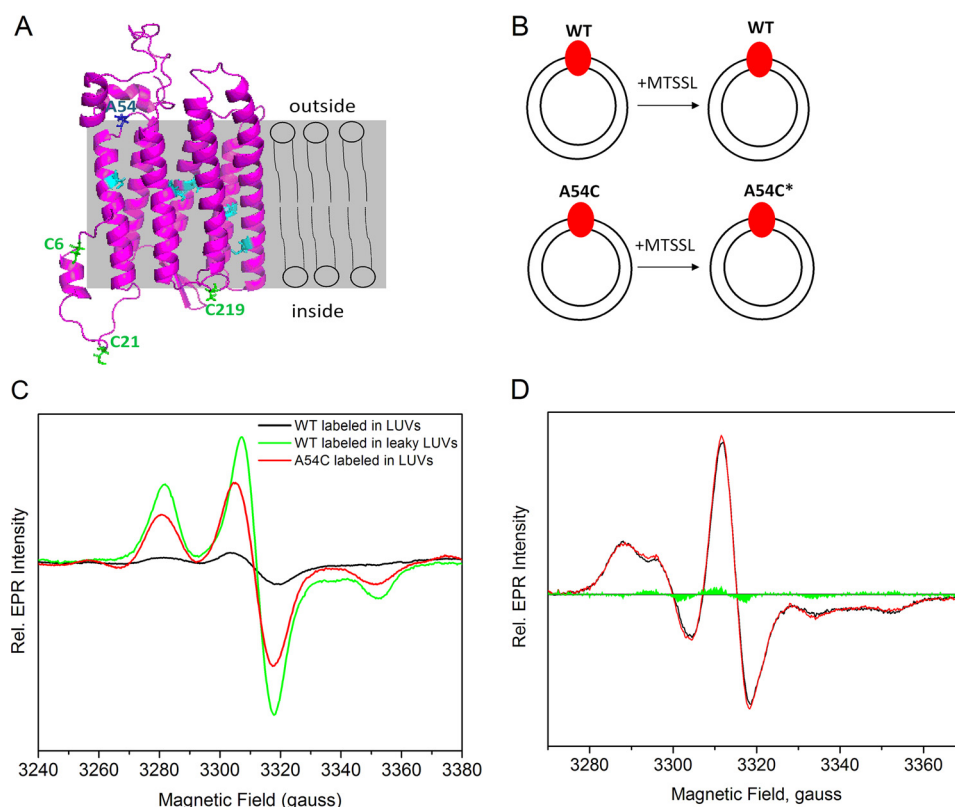 A
A54
outside
C6
C219
inside
C21
B
WT
WT
+MTSSL
A54C
A54C*
+MTSSL
C
WT labeled in LUVs
WT labeled in leaky LUVs
A54C labeled in LUVs
Rel. EPR Intensity
3240 3260 3280 3300 3320 3340 3360 3380
Magnetic Field (gauss)
D
Rel. EPR Intensity
3280 3300 3320 3340 3360
Magnetic Field, gauss